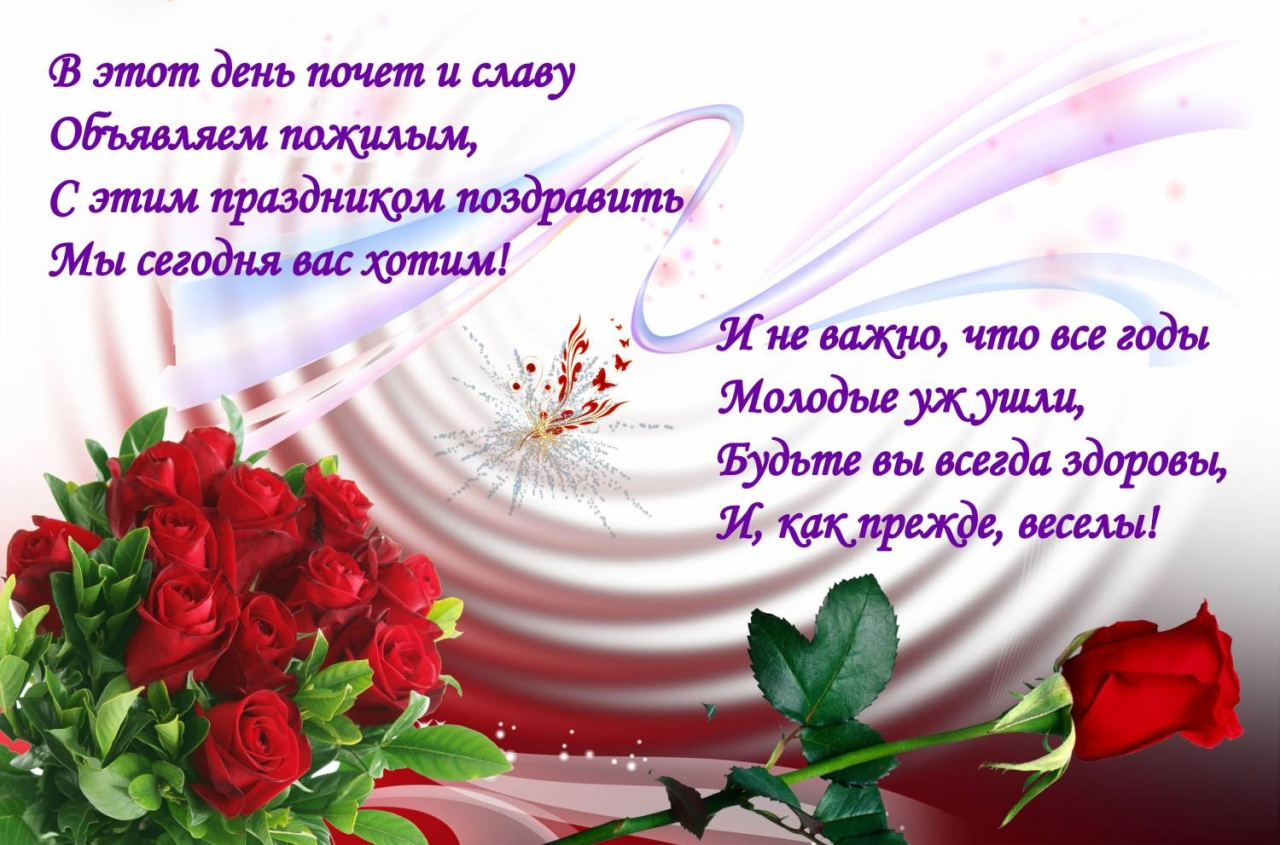 В этот день почет и славу
Объявляем пожилым,
С этим праздником поздравить
Мы сегодня вас хотим!
И не важно, что все годы
Молодые уж ушли,
Будьте вы всегда здоровы,
И, как прежде, веселы!